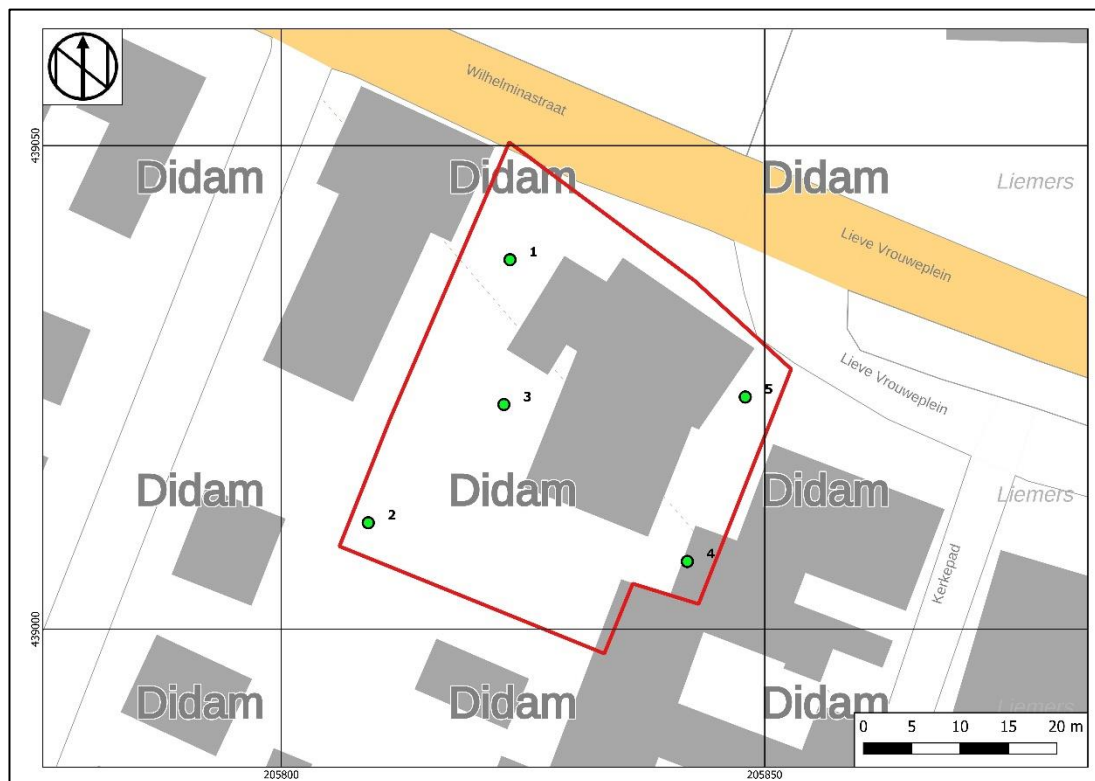 Wilhelminastraat
439050
Didam
Didam
Didam
Liemers
Lieve Vrouweplein
1
Lieve Vrouweplein
3
5
Didam
Didam
Didam
Liemers
2
4
Kerkepad
439000
Didam
Didam
Didam
Liemers
0 5 10 15 20 m
205800
205850